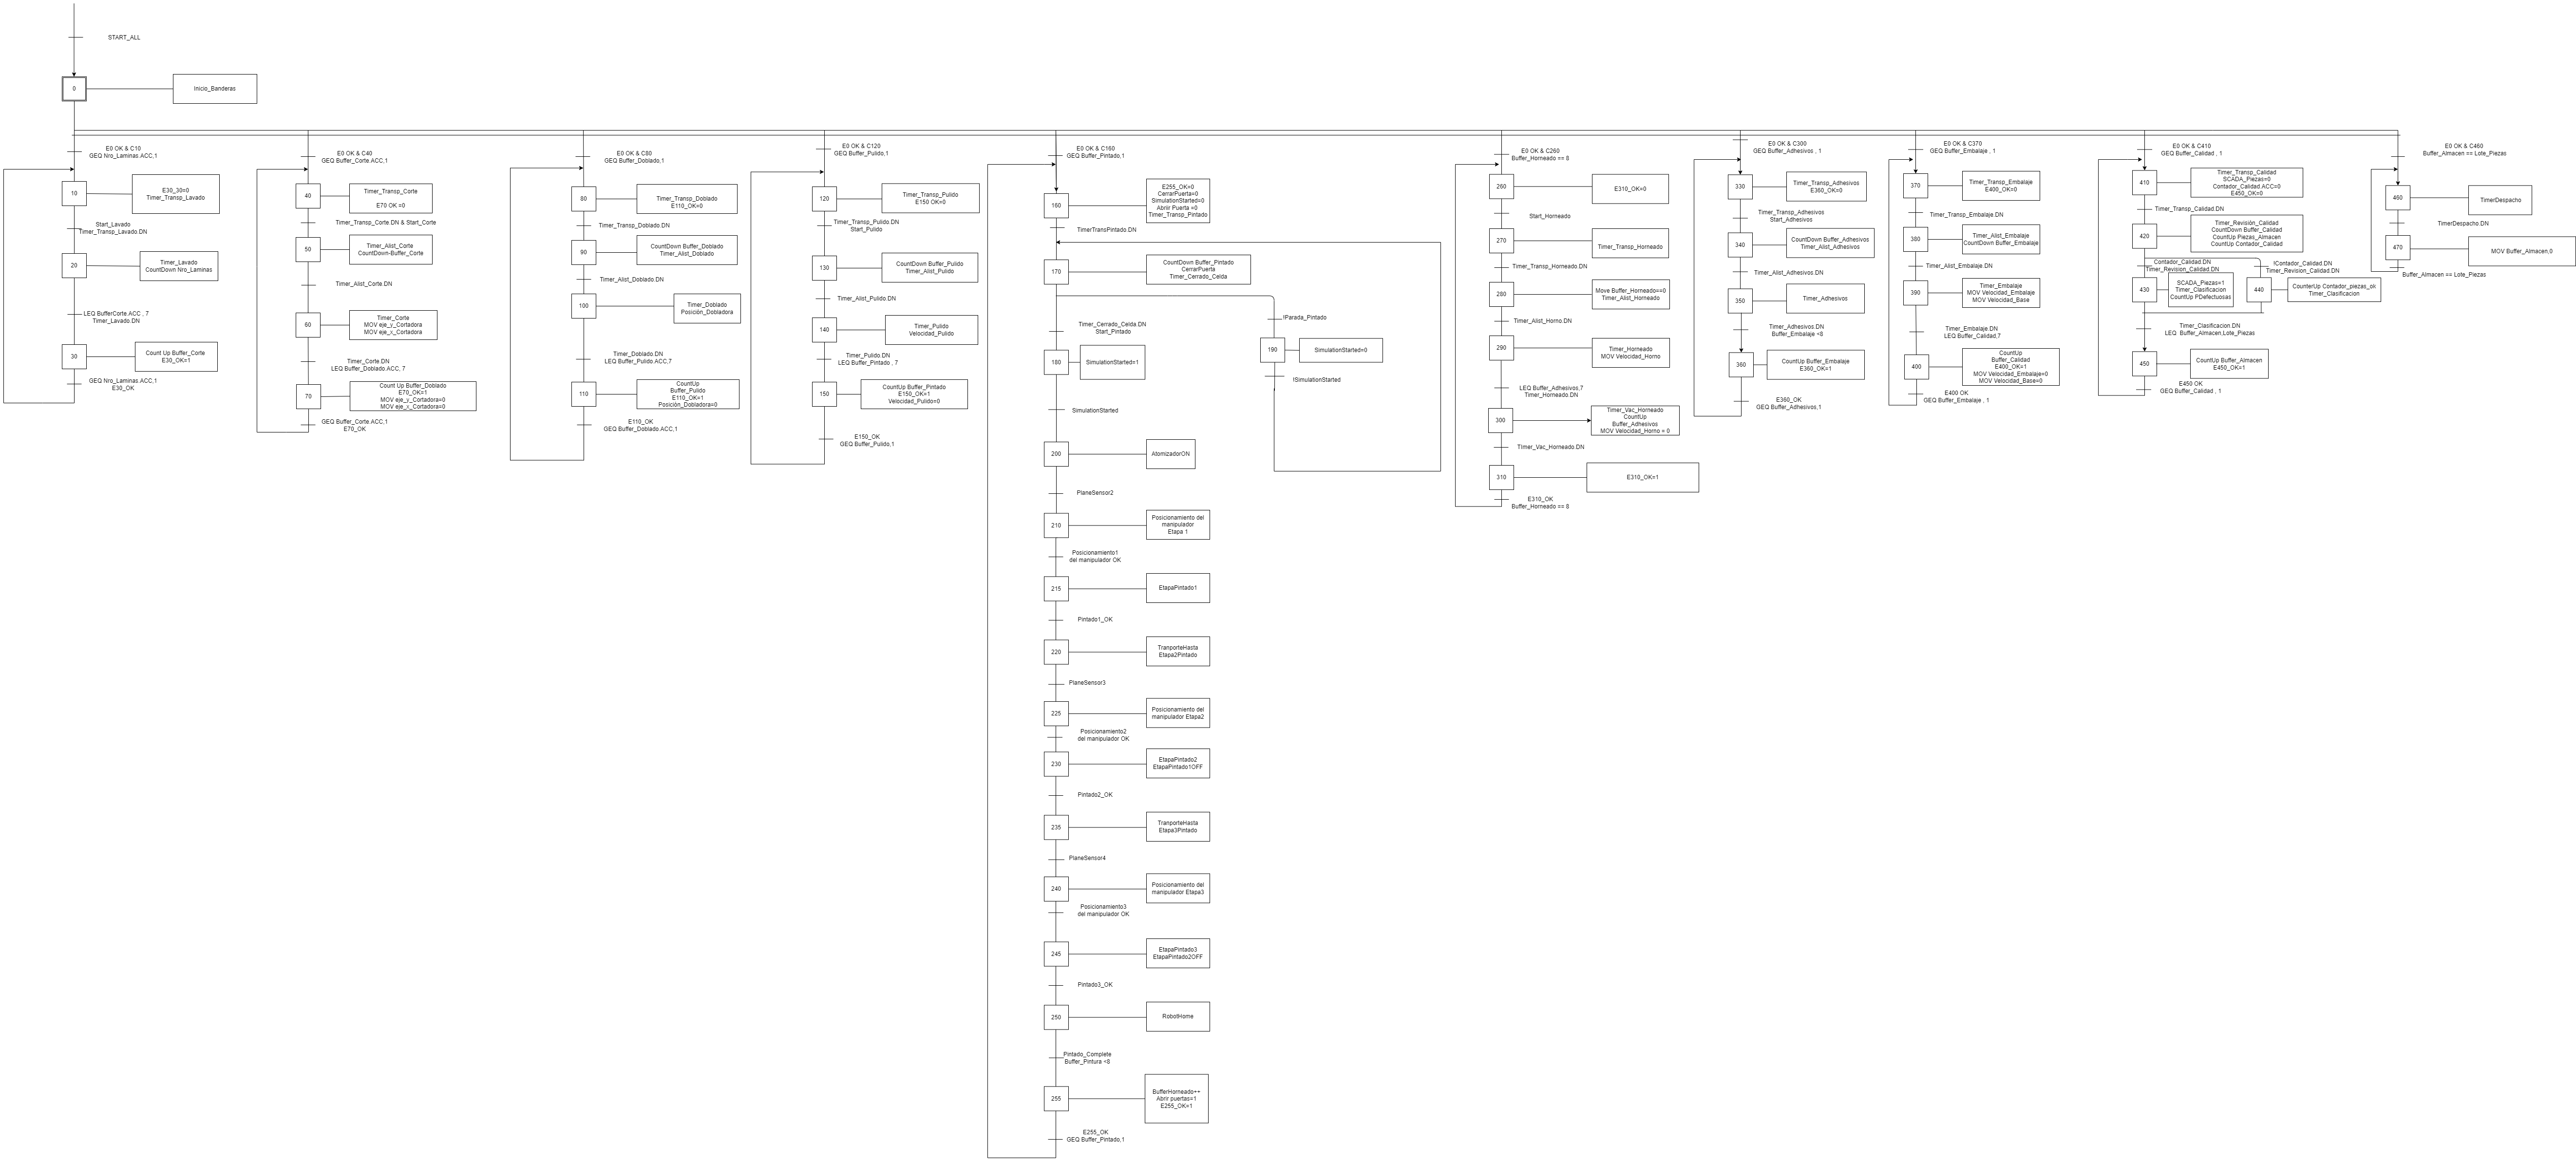 START_ALL
0
Inicio_Banderas
E0 OK & C10
GEQ Nro_Laminas.ACC,1
10
E30_30=0
Timer_Transp_Lavado
Start_Lavado
Timer_Transp_Lavado.DN
20
Timer_Lavado
CountDown Nro_Laminas
LEQ BufferCorte.ACC , 7
Timer_Lavado.DN
30
Count Up Buffer_Corte
E30_OK=1
GEQ Nro_Laminas.ACC,1
E30_OK
E0 OK & C40
GEQ Buffer_Corte.ACC,1
40
Timer_Transp_Corte
E70 OK =0
Timer_Transp_Corte.DN & Start_Corte
50
Timer_Alist_Corte
CountDown-Buffer_Corte
Timer_Alist_Corte.DN
60
Timer_Corte
MOV eje_y_Cortadora
MOV eje_x_Cortadora
Timer_Corte.DN
LEQ Buffer_Doblado.ACC, 7
70
Count Up Buffer_Doblado
E70_OK=1
MOV eje_y_Cortadora=0
MOV eje_x_Cortadora=0
GEQ Buffer_Corte.ACC,1
E70_OK
E0 OK & C80
GEQ Buffer_Doblado,1
80
Timer_Transp_Doblado
E110_OK=0
Timer_Transp_Doblado.DN
90
CountDown Buffer_Doblado
Timer_Alist_Doblado
Timer_Alist_Doblado.DN
100
Timer_Doblado
Posición_Dobladora
Timer_Doblado.DN
LEQ Buffer_Pulido.ACC,7
110
CountUp
Buffer_Pulido
E110_OK=1
Posición_Dobladora=0
E110_OK
GEQ Buffer_Doblado.ACC,1
E0 OK & C120
GEQ Buffer_Pulido,1
120
Timer_Transp_Pulido
E150 OK=0
Timer_Transp_Pulido.DN
Start_Pulido
130
CountDown Buffer_Pulido
Timer_Alist_Pulido
Timer_Alist_Pulido.DN
140
Timer_Pulido
Velocidad_Pulido
Timer_Pulido.DN
LEQ Buffer_Pintado , 7
150
CountUp Buffer_Pintado
E150_OK=1
Velocidad_Pulido=0
E150_OK
GEQ Buffer_Pulido,1
E0 OK & C160
GEQ Buffer_Pintado,1
160
E255_OK=0
CerrarPuerta=0
SimulationStarted=0
Abrir Puerta =0
Timer_Transp_Pintado
TimerTransPintado.DN
170
CountDown Buffer_Pintado
CerrarPuerta
Timer_Cerrado_Celda
Timer_Cerrado_Celda.DN
Start_Pintado
180
SimulationStarted=1
!Parada_Pintado
190
SimulationStarted=0
!SimulationStarted
SimulationStarted
200
AtomizadorON
PlaneSensor2
210
Posicionamiento del
manipulador
Etapa 1
Posicionamiento1
del manipulador OK
215
EtapaPintado1
Pintado1_OK
220
TranporteHasta
Etapa2Pintado
PlaneSensor3
225
Posicionamiento del
manipulador Etapa2
Posicionamiento2
del manipulador OK
230
EtapaPintado2
EtapaPintado1OFF
Pintado2_OK
235
TranporteHasta
Etapa3Pintado
PlaneSensor4
240
Posicionamiento del
manipulador Etapa3
Posicionamiento3
del manipulador OK
245
EtapaPintado3
EtapaPintado2OFF
Pintado3_OK
250
RobotHome
Pintado_Complete
Buffer_Pintura <8
255
BufferHorneado++
Abrir puertas=1
E255_OK=1
E255_OK
GEQ Buffer_Pintado,1
E0 OK & C260
Buffer_Horneado == 8
260
E310_OK=0
Start_Horneado
270
Timer_Transp_Horneado
Timer_Transp_Horneado.DN
280
Move Buffer_Horneado==0
Timer_Alist_Horneado
Timer_Alist_Horno.DN
290
Timer_Horneado
MOV Velocidad_Horno
LEQ Buffer_Adhesivos,7
Timer_Horneado.DN
300
Timer_Vac_Horneado
CountUp
Buffer_Adhesivos
MOV Velocidad_Horno = 0
TImer_Vac_Horneado.DN
310
E310_OK=1
E310_OK
Buffer_Horneado == 8
E0 OK & C300
GEQ Buffer_Adhesivos , 1
330
Timer_Transp_Adhesivos
E360_OK=0
Timer_Transp_Adhesivos
Start_Adhesivos
340
CountDown Buffer_Adhesivos
Timer_Alist_Adhesivos
Timer_Alist_Adhesivos.DN
350
Timer_Adhesivos
Timer_Adhesivos.DN
Buffer_Embalaje <8
360
CountUp Buffer_Embalaje
E360_OK=1
E360_OK
GEQ Buffer_Adhesivos,1
E0 OK & C370
GEQ Buffer_Embalaje , 1
370
Timer_Transp_Embalaje
E400_OK=0
Timer_Transp_Embalaje.DN
380
Timer_Alist_Embalaje
CountDown Buffer_Embalaje
Timer_Alist_Embalaje.DN
390
Timer_Embalaje
MOV Velocidad_Embalaje
MOV Velocidad_Base
Timer_Embalaje.DN
LEQ Buffer_Calidad,7
400
CountUp
Buffer_Calidad
E400_OK=1
MOV Velocidad_Embalaje=0
MOV Velocidad_Base=0
E400 OK
GEQ Buffer_Embalaje , 1
E0 OK & C410
GEQ Buffer_Calidad , 1
410
Timer_Transp_Calidad
SCADA_Piezas=0
Contador_Calidad.ACC=0
E450_OK=0
Timer_Transp_Calidad.DN
420
Timer_Revisión_Calidad
CountDown Buffer_Calidad
CountUp Piezas_Almacen
CountUp Contador_Calidad
Contador_Calidad.DN
Timer_Revision_Calidad.DN
!Contador_Calidad.DN
Timer_Revision_Calidad.DN
430
SCADA_Piezas=1
Timer_Clasificacion
CountUp PDefectuosas
440
CounterUp Contador_piezas_ok
Timer_Clasificacion
Timer_Clasificacion.DN
LEQ Buffer_Almacen,Lote_Piezas
450
CountUp Buffer_Almacen
E450_OK=1
E450 OK
GEQ Buffer_Calidad , 1
E0 OK & C460
Buffer_Almacen == Lote_Piezas
460
TimerDespacho
TimerDespacho.DN
470
MOV Buffer_Almacen,0
Buffer_Almacen == Lote_Piezas